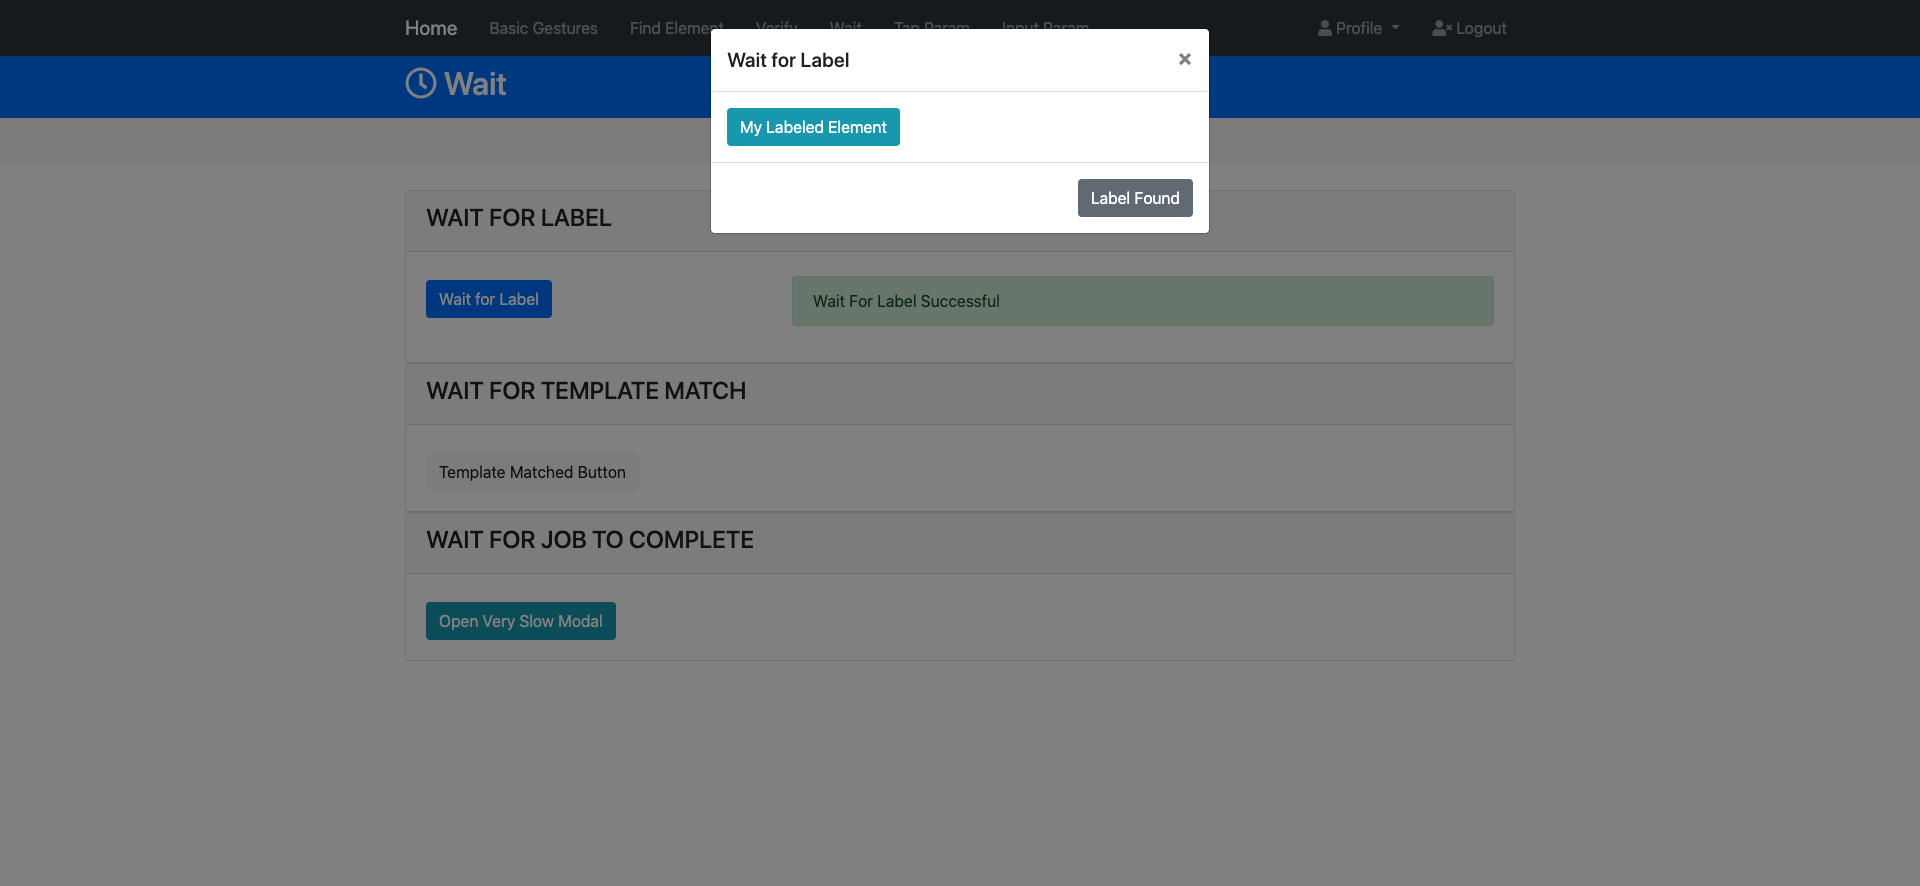 Home Basic Gestures Find Element Verify Wait Tap Param Input Param Profile Logout
Wait for Label ×
Wait
My Labeled Element
Label Found
WAIT FOR LABEL
Wait for Label Wait For Label Successful
WAIT FOR TEMPLATE MATCH
Template Matched Button
WAIT FOR JOB TO COMPLETE
Open Very Slow Modal